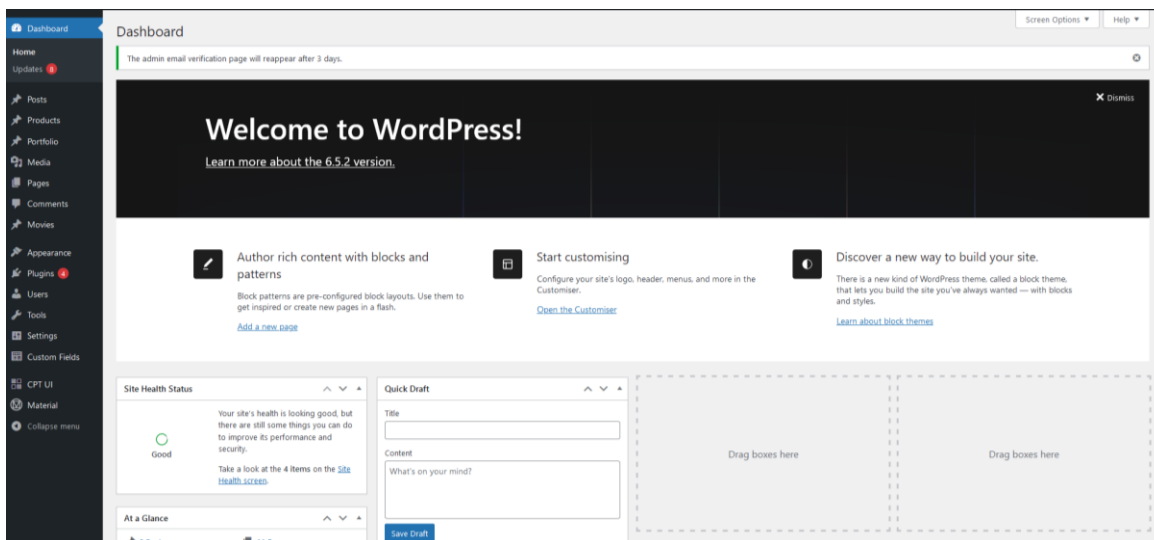 Dashboard
Home
Updates 8
Posts
Products
Portfolio
Media
Pages
Comments
Movies
Appearance
Plugins 4
Users
Tools
Settings
Custom Fields
CPT UI
Material
Collapse menu
Screen Options
Help
Dashboard
The admin email verification page will reappear after 3 days.
Dismiss
Welcome to WordPress!
Learn more about the 6.5.2 version.
Author rich content with blocks and
patterns
Block patterns are pre-configured block layouts. Use them to
get inspired or create new pages in a flash.
Add a new page
Start customising
Configure your site's logo, header, menus, and more in the
Customiser.
Open the Customiser
Discover a new way to build your site.
There is a new kind of WordPress theme, called a block theme,
that lets you build the site you've always wanted — with blocks
and styles.
Learn about block themes
Site Health Status
Good
Your site's health is looking good, but
there are still some things you can do
to improve its performance and
security.
Take a look at the 4 items on the Site
Health screen.
At a Glance
Quick Draft
Title
Content
What's on your mind?
Save Draft
Drag boxes here
Drag boxes here